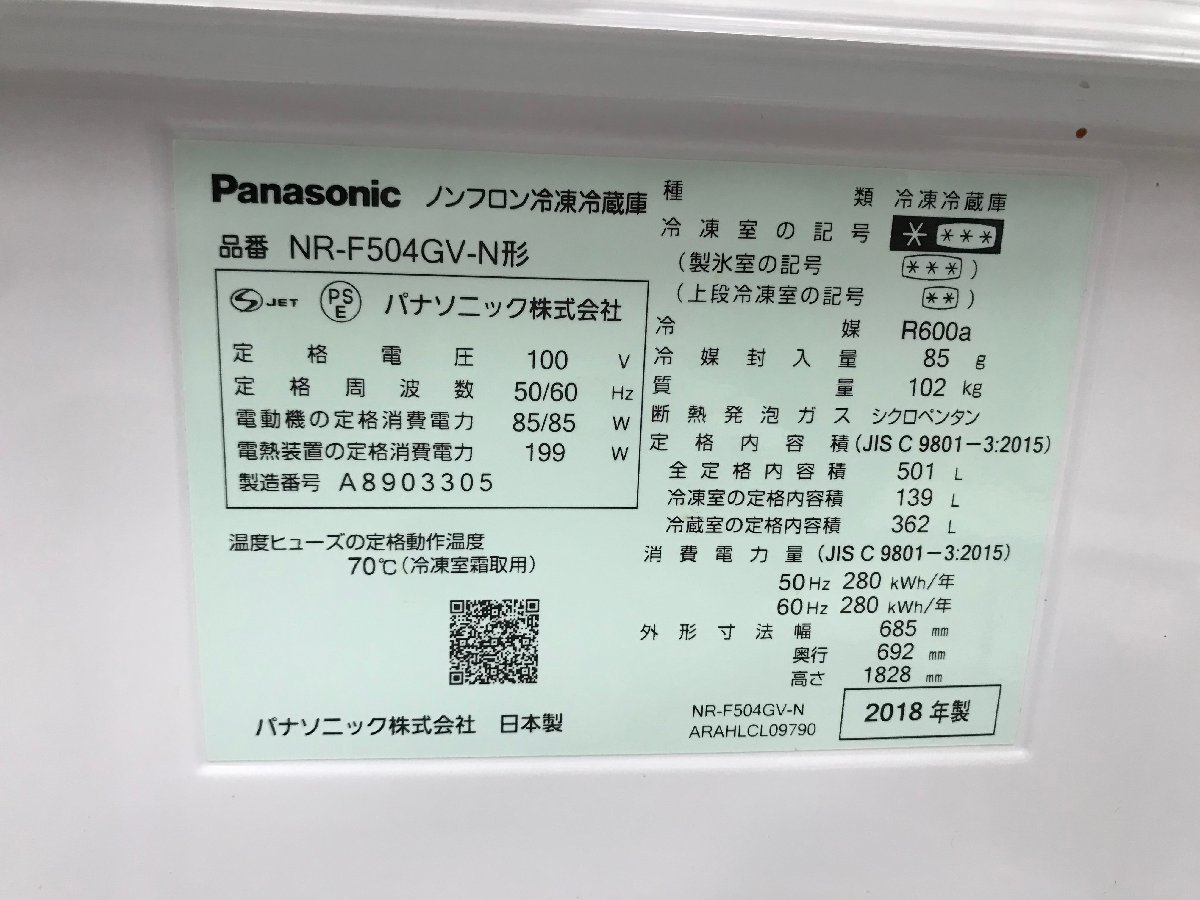 Panasonic ノンフロン冷凍冷蔵庫
品番 NR-F504GV-N形
JET PSE パナソニック株式会社
定格電圧 100 V
定格周波数 50/60 Hz
電動機の定格消費電力 85/85 W
電熱装置の定格消費電力 199 W
製造番号 A8903305
温度ヒューズの定格動作温度
70℃(冷凍室霜取用)
パナソニック株式会社 日本製
種類 冷凍冷蔵庫
冷凍室の記号 * ***
(製氷室の記号 ***)
(上段冷凍室の記号 **)
冷媒 R600a
冷媒封入量 85 g
質量 102 kg
断熱発泡ガス シクロペンタン
定格内容積(JIS C 9801-3:2015)
全定格内容積 501 L
冷凍室の定格内容積 139 L
冷蔵室の定格内容積 362 L
消費電力量(JIS C 9801-3:2015)
50Hz 280 kWh/年
60Hz 280 kWh/年
外形寸法幅 685 mm
奥行 692 mm
高さ 1828 mm
NR-F504GV-N
ARAHLCL09790
2018年製